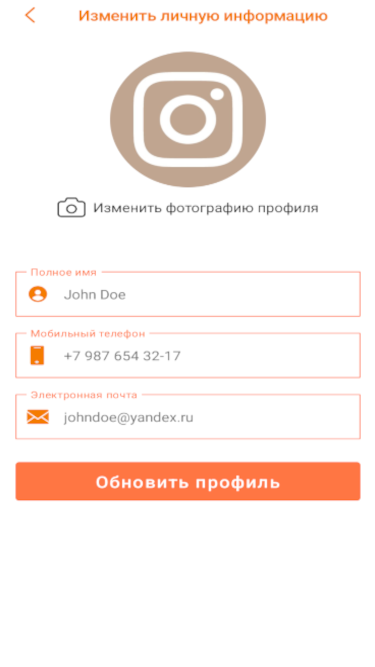 Изменить личную информацию
Изменить фотографию профиля
Полное имя
John Doe
Мобильный телефон
+7 987 654 32-17
Электронная почта
johndoe@yandex.ru
Обновить профиль